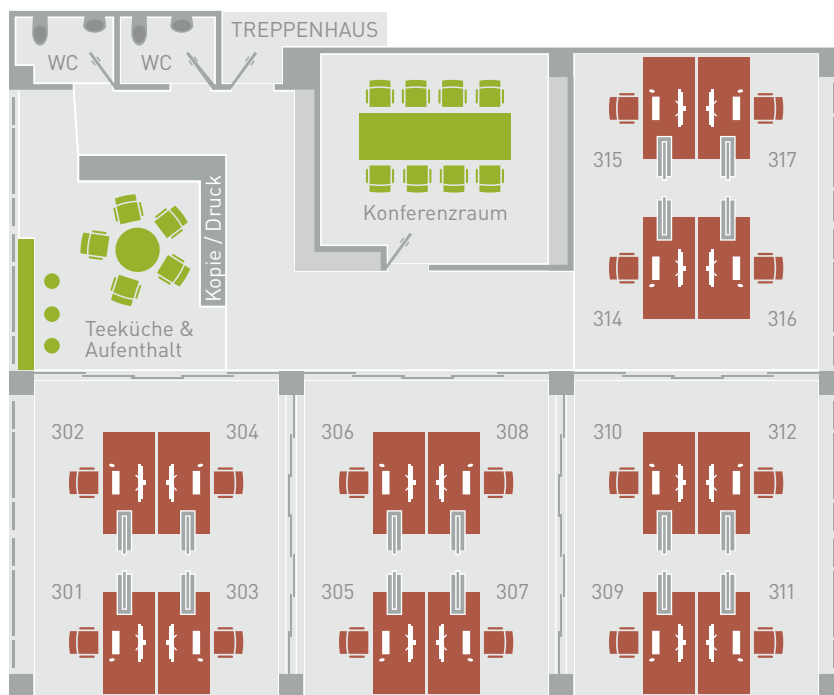 TREPPENHAUS
WC
WC
315
317
Konferenzraum
Kopie / Druck
314
316
Teeküche &
Aufenthalt
302
304
306
308
310
312
301
303
305
307
309
311